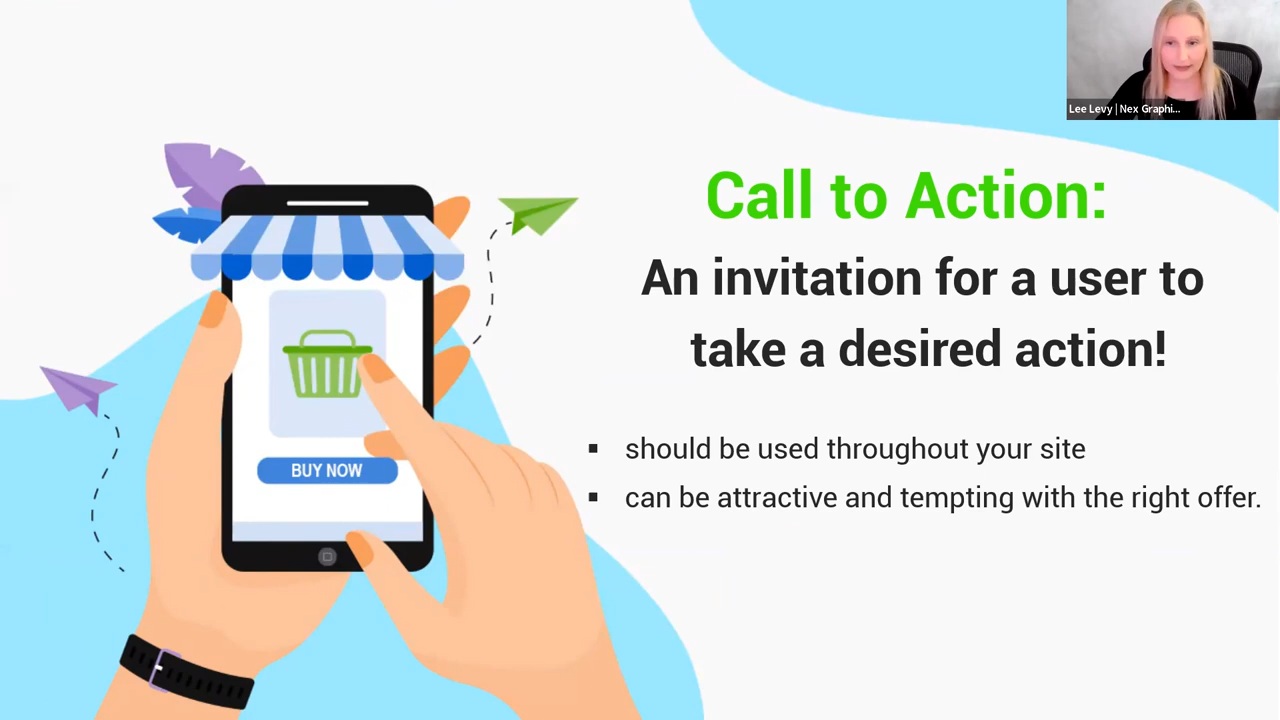 Lee Levy | Nex Graphi...
Call to Action:
An invitation for a user to
take a desired action!
▪ should be used throughout your site
▪ can be attractive and tempting with the right offer.
BUY NOW